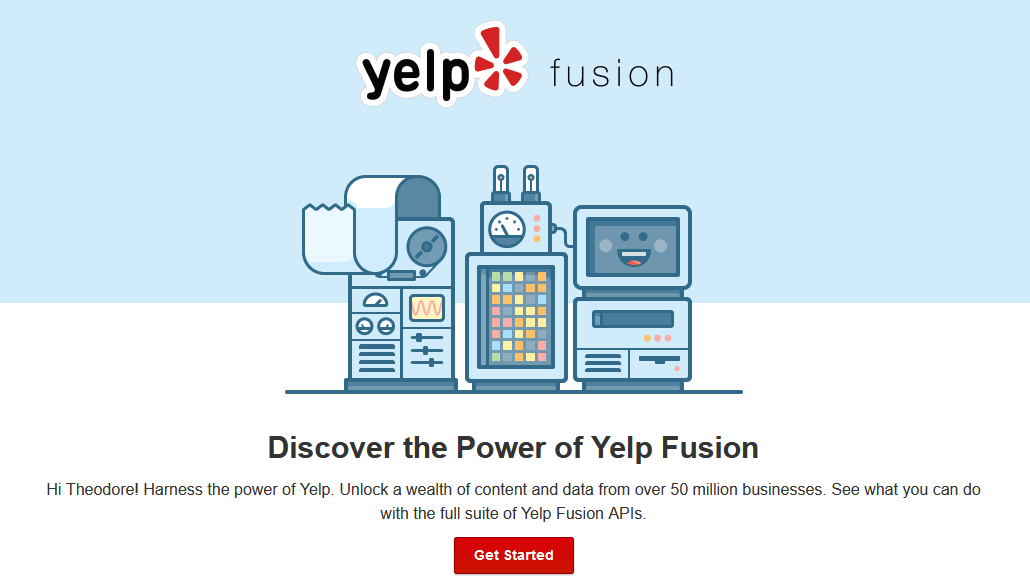 yelp fusion
Discover the Power of Yelp Fusion
Hi Theodore! Harness the power of Yelp. Unlock a wealth of content and data from over 50 million businesses. See what you can do
with the full suite of Yelp Fusion APIs.
Get Started